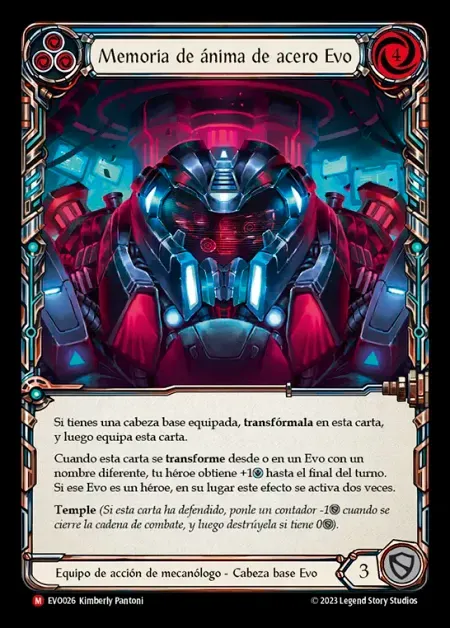 Memoria de ánima de acero Evo
4
Si tienes una cabeza base equipada, transfórmala en esta carta,
y luego equipa esta carta.
Cuando esta carta se transforme desde o en un Evo con un
nombre diferente, tu héroe obtiene +1 hasta el final del turno.
Si ese Evo es un héroe, en su lugar este efecto se activa dos veces.
Temple (Si esta carta ha defendido, ponle un contador -1 cuando se
cierre la cadena de combate, y luego destrúyela si tiene 0).
Equipo de acción de mecanólogo - Cabeza base Evo
3
M EVO026 Kimberly Pantoni
© 2023 Legend Story Studios